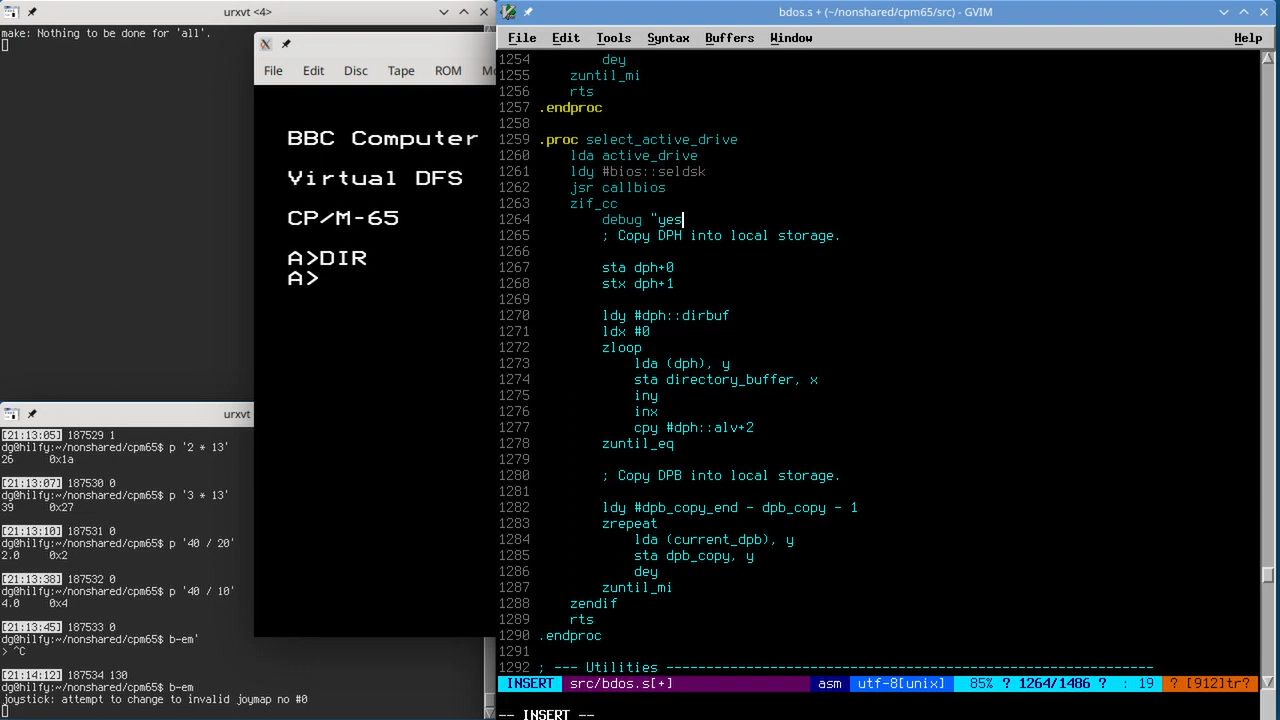 urxvt <4>
make: Nothing to be done for 'all'.
File Edit Disc Tape ROM
BBC Computer
Virtual DFS
CP/M-65
A>DIR
A>
urxvt
[21:13:05] 187529 1
dg@hilfy:~/nonshared/cpm65$ p '2 * 13'
26 0x1a
[21:13:07] 187530 0
dg@hilfy:~/nonshared/cpm65$ p '3 * 13'
39 0x27
[21:13:10] 187531 0
dg@hilfy:~/nonshared/cpm65$ p '40 / 20'
2.0 0x2
[21:13:38] 187532 0
dg@hilfy:~/nonshared/cpm65$ p '40 / 10'
4.0 0x4
[21:13:45] 187533 0
dg@hilfy:~/nonshared/cpm65$ b-em'
> ^C
[21:14:12] 187534 130
dg@hilfy:~/nonshared/cpm65$ b-em
joystick: attempt to change to invalid joymap no #0
bdos.s + (~/nonshared/cpm65/src) - GVIM
File Edit Tools Syntax Buffers Window Help
1254 dey
1255 zuntil_mi
1256 rts
1257 .endproc
1258
1259 .proc select_active_drive
1260 lda active_drive
1261 ldy #bios::seldsk
1262 jsr callbios
1263 zif_cc
1264 debug "yes
1265 ; Copy DPH into local storage.
1266
1267 sta dph+0
1268 stx dph+1
1269
1270 ldy #dph::dirbuf
1271 ldx #0
1272 zloop
1273 lda (dph), y
1274 sta directory_buffer, x
1275 iny
1276 inx
1277 cpy #dph::alv+2
1278 zuntil_eq
1279
1280 ; Copy DPB into local storage.
1281
1282 ldy #dpb_copy_end - dpb_copy - 1
1283 zrepeat
1284 lda (current_dpb), y
1285 sta dpb_copy, y
1286 dey
1287 zuntil_mi
1288 zendif
1289 rts
1290 .endproc
1291
1292 ; --- Utilities -------------------------------------------------------------
INSERT src/bdos.s[+] asm utf-8[unix] 85% ? 1264/1486 ? : 19 ? [912]tr?
-- INSERT --